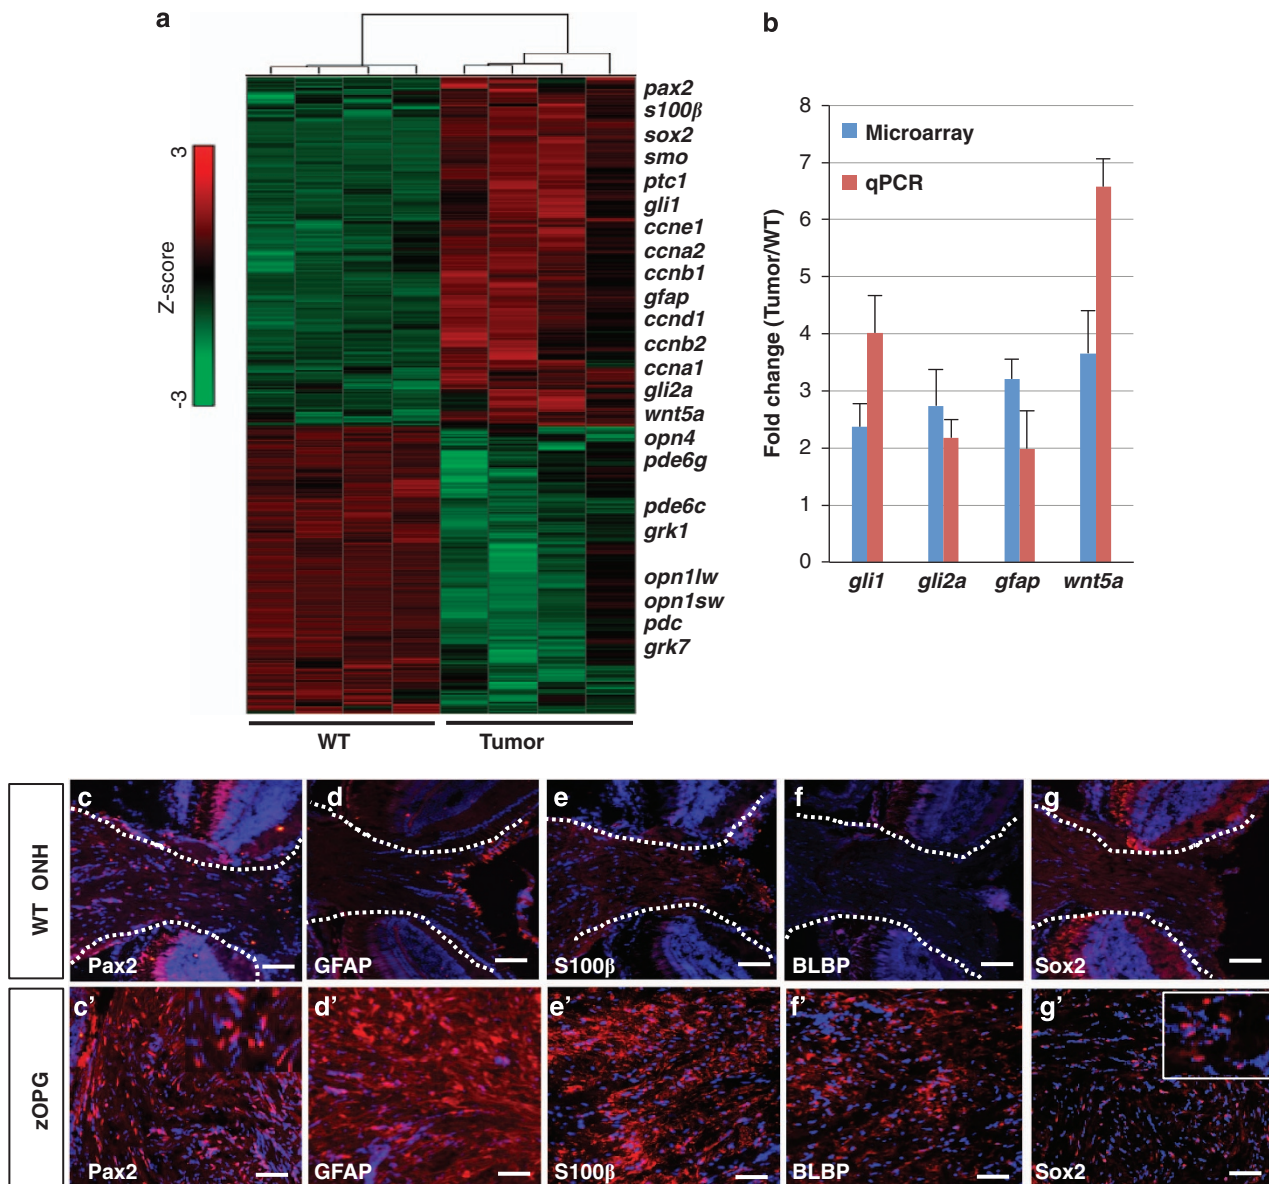 a
3
Z-score
-3
pax2
s100β
sox2
smo
ptc1
gli1
ccne1
ccna2
ccnb1
gfap
ccnd1
ccnb2
ccna1
gli2a
wnt5a
opn4
pde6g
pde6c
grk1
opn1lw
opn1sw
pdc
grk7
WT
Tumor
b
Fold change (Tumor/WT)
8
7
6
5
4
3
2
1
0
Microarray
qPCR
gli1
gli2a
gfap
wnt5a
WT ONH
c
Pax2
d
GFAP
e
S100β
f
BLBP
g
Sox2
zOPG
c'
Pax2
d'
GFAP
e'
S100β
f'
BLBP
g'
Sox2